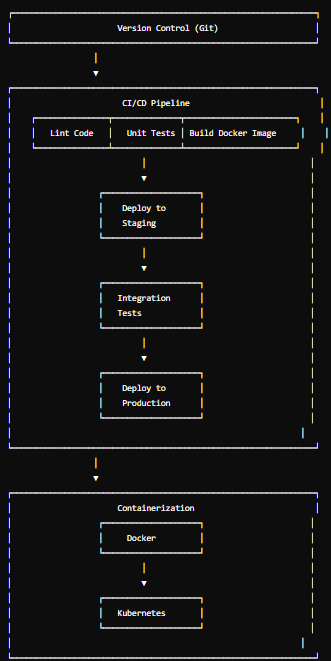 Version Control (Git)
CI/CD Pipeline
Lint Code
Unit Tests
Build Docker Image
Deploy to
Staging
Integration
Tests
Deploy to
Production
Containerization
Docker
Kubernetes